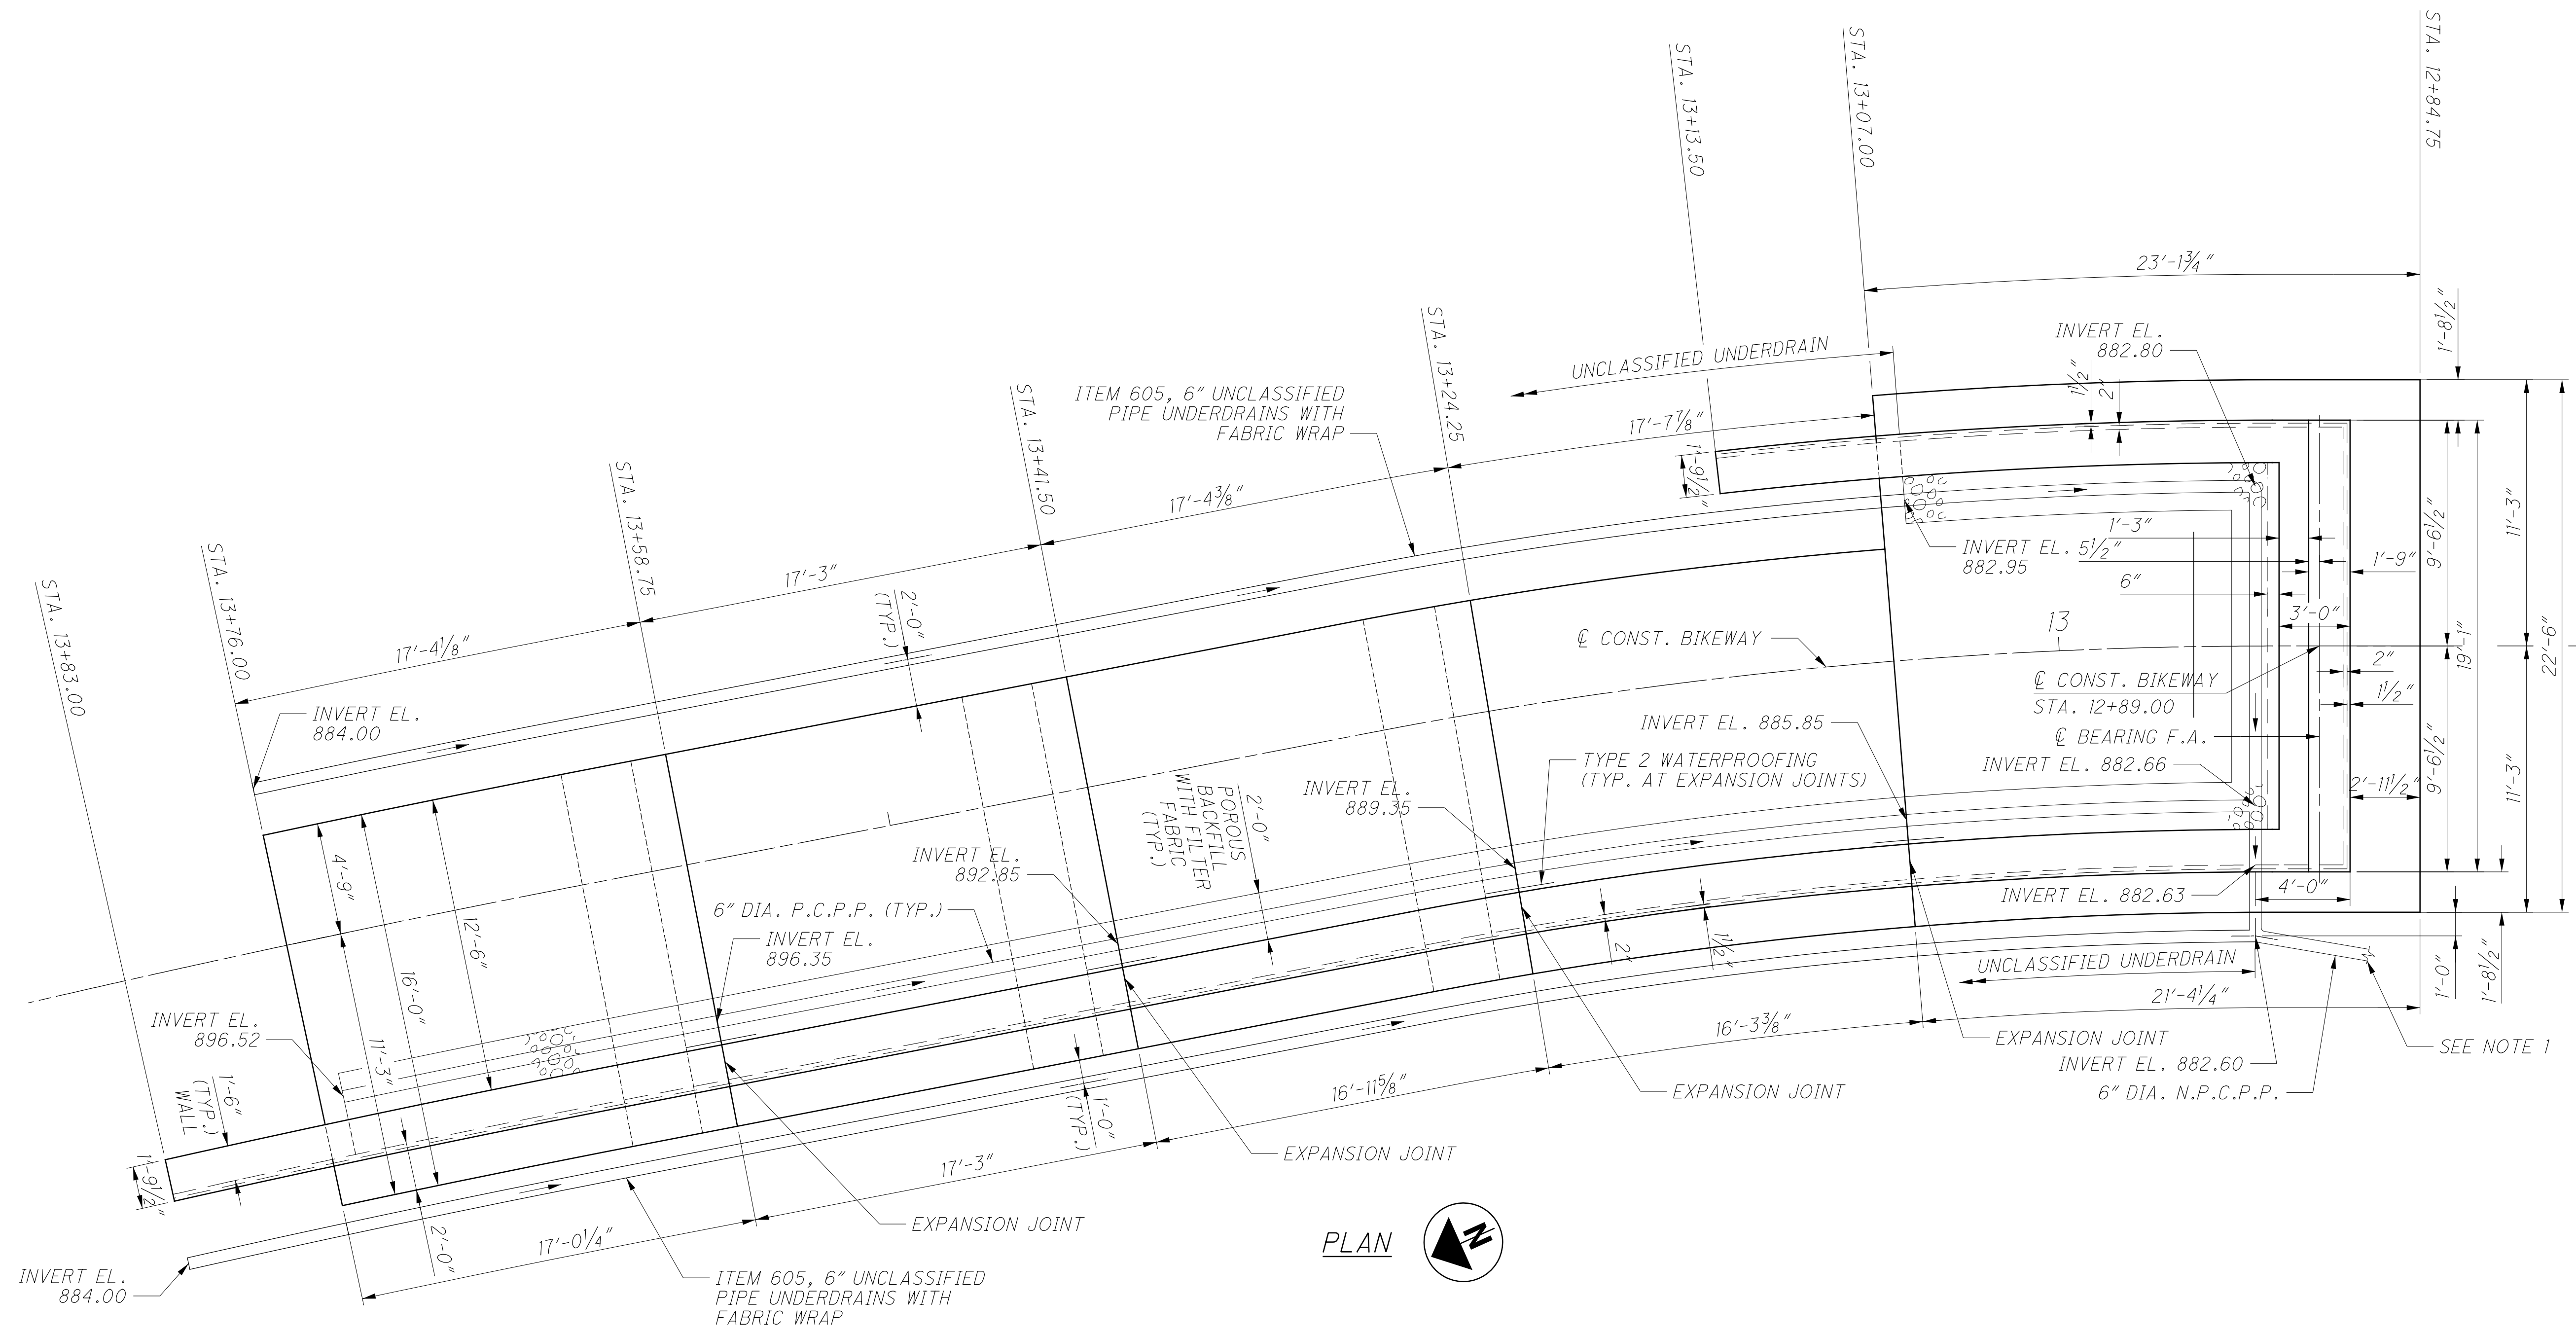 STA. 12+84.75
STA. 13+07.00
STA. 13+13.50
STA. 13+24.25
STA. 13+41.50
STA. 13+58.75
STA. 13+76.00
STA. 13+83.00
23'-1¾"
1'-8½"
INVERT EL.
882.80
UNCLASSIFIED UNDERDRAIN
1½"
2"
ITEM 605, 6" UNCLASSIFIED
PIPE UNDERDRAINS WITH
FABRIC WRAP
17'-7⅞"
1'-9½"
17'-4⅜"
17'-3"
17'-4⅛"
2'-0"
(TYP.)
INVERT EL.
882.95
1'-3"
5½"
1'-9"
6"
3'-0"
9'-6½"
11'-3"
19'-1"
22'-6"
13
℄ CONST. BIKEWAY
℄ CONST. BIKEWAY
STA. 12+89.00
2"
1½"
℄ BEARING F.A.
INVERT EL. 882.66
2'-11½"
9'-6½"
11'-3"
INVERT EL. 885.85
TYPE 2 WATERPROOFING
(TYP. AT EXPANSION JOINTS)
INVERT EL.
884.00
INVERT EL.
889.35
2'-0"
POROUS
BACKFILL
WITH FILTER
FABRIC
(TYP.)
INVERT EL.
892.85
6" DIA. P.C.P.P. (TYP.)
INVERT EL.
896.35
4'-9"
12'-6"
16'-0"
11'-3"
INVERT EL. 882.63
4'-0"
2"
1½"
UNCLASSIFIED UNDERDRAIN
1'-0"
1'-8½"
21'-4¼"
INVERT EL.
896.52
1'-6"
(TYP.)
WALL
1'-9½"
16'-3⅜"
EXPANSION JOINT
SEE NOTE 1
INVERT EL. 882.60
6" DIA. N.P.C.P.P.
16'-11⅝"
EXPANSION JOINT
1'-0"
(TYP.)
17'-3"
EXPANSION JOINT
EXPANSION JOINT
17'-0¼"
2'-0"
INVERT EL.
884.00
ITEM 605, 6" UNCLASSIFIED
PIPE UNDERDRAINS WITH
FABRIC WRAP
PLAN
N